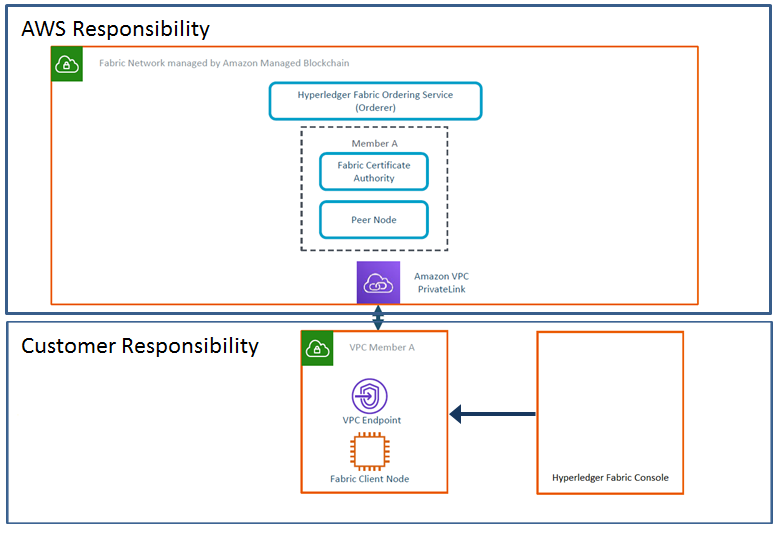 AWS Responsibility
Fabric Network managed by Amazon Managed Blockchain
Hyperledger Fabric Ordering Service
(Orderer)
Member A
Fabric Certificate
Authority
Peer Node
Amazon VPC
PrivateLink
Customer Responsibility
VPC Member A
VPC Endpoint
Fabric Client Node
Hyperledger Fabric Console